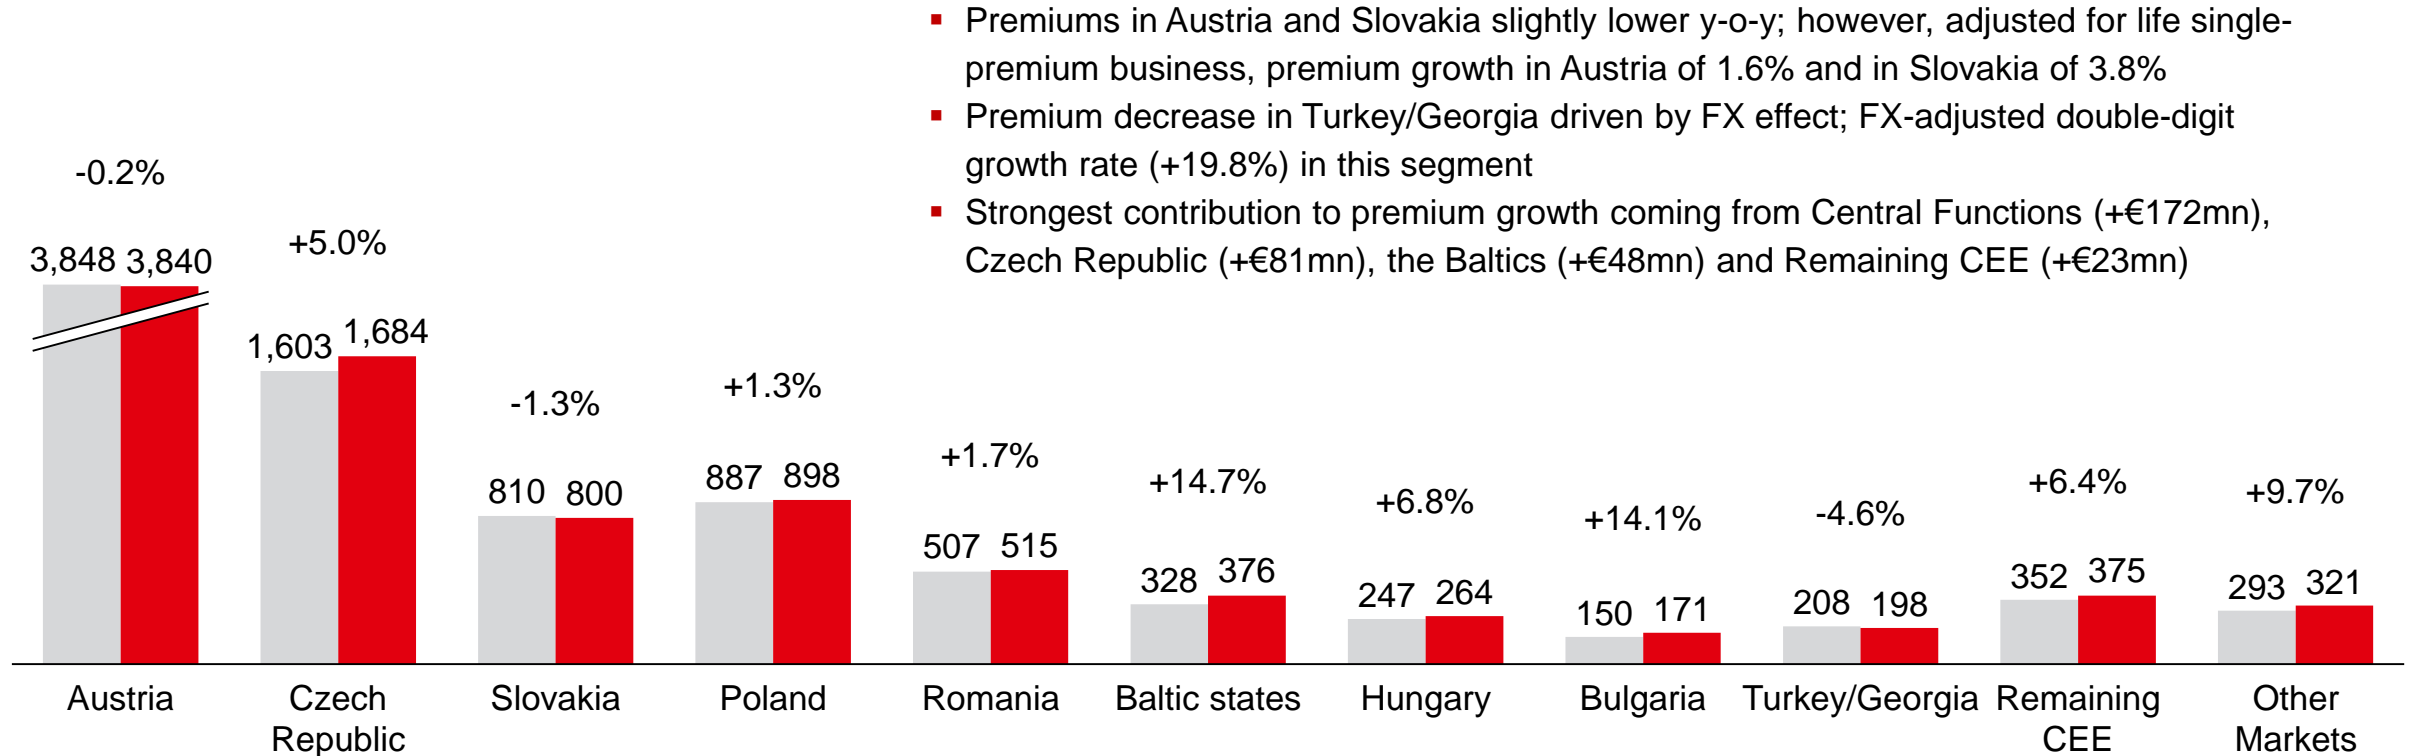 ▪ Premiums in Austria and Slovakia slightly lower y-o-y; however, adjusted for life single-
premium business, premium growth in Austria of 1.6% and in Slovakia of 3.8%
▪ Premium decrease in Turkey/Georgia driven by FX effect; FX-adjusted double-digit
growth rate (+19.8%) in this segment
▪ Strongest contribution to premium growth coming from Central Functions (+€172mn),
Czech Republic (+€81mn), the Baltics (+€48mn) and Remaining CEE (+€23mn)
-0.2%
3,848 3,840
Austria
+5.0%
1,603 1,684
Czech
Republic
-1.3%
810 800
Slovakia
+1.3%
887 898
Poland
+1.7%
507 515
Romania
+14.7%
328 376
Baltic states
+6.8%
247 264
Hungary
+14.1%
150 171
Bulgaria
-4.6%
208 198
Turkey/Georgia
+6.4%
352 375
Remaining
CEE
+9.7%
293 321
Other
Markets